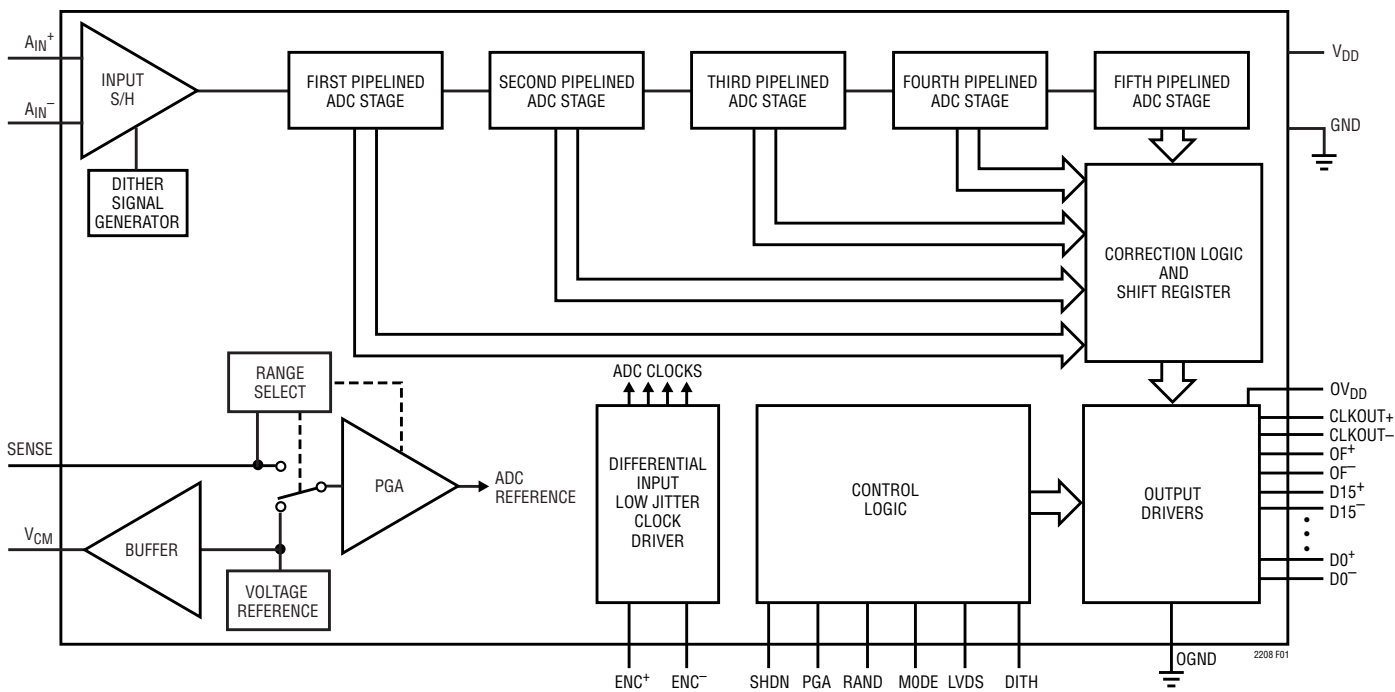 AIN+
AIN–
INPUT
S/H
DITHER
SIGNAL
GENERATOR
FIRST PIPELINED
ADC STAGE
SECOND PIPELINED
ADC STAGE
THIRD PIPELINED
ADC STAGE
FOURTH PIPELINED
ADC STAGE
FIFTH PIPELINED
ADC STAGE
VDD
GND
CORRECTION LOGIC
AND
SHIFT REGISTER
RANGE
SELECT
SENSE
PGA
ADC
REFERENCE
VCM
BUFFER
VOLTAGE
REFERENCE
ADC CLOCKS
DIFFERENTIAL
INPUT
LOW JITTER
CLOCK
DRIVER
CONTROL
LOGIC
OUTPUT
DRIVERS
OVDD
CLKOUT+
CLKOUT–
OF+
OF–
D15+
D15–
D0+
D0–
ENC+
ENC–
SHDN
PGA
RAND
MODE
LVDS
DITH
OGND
2208 F01